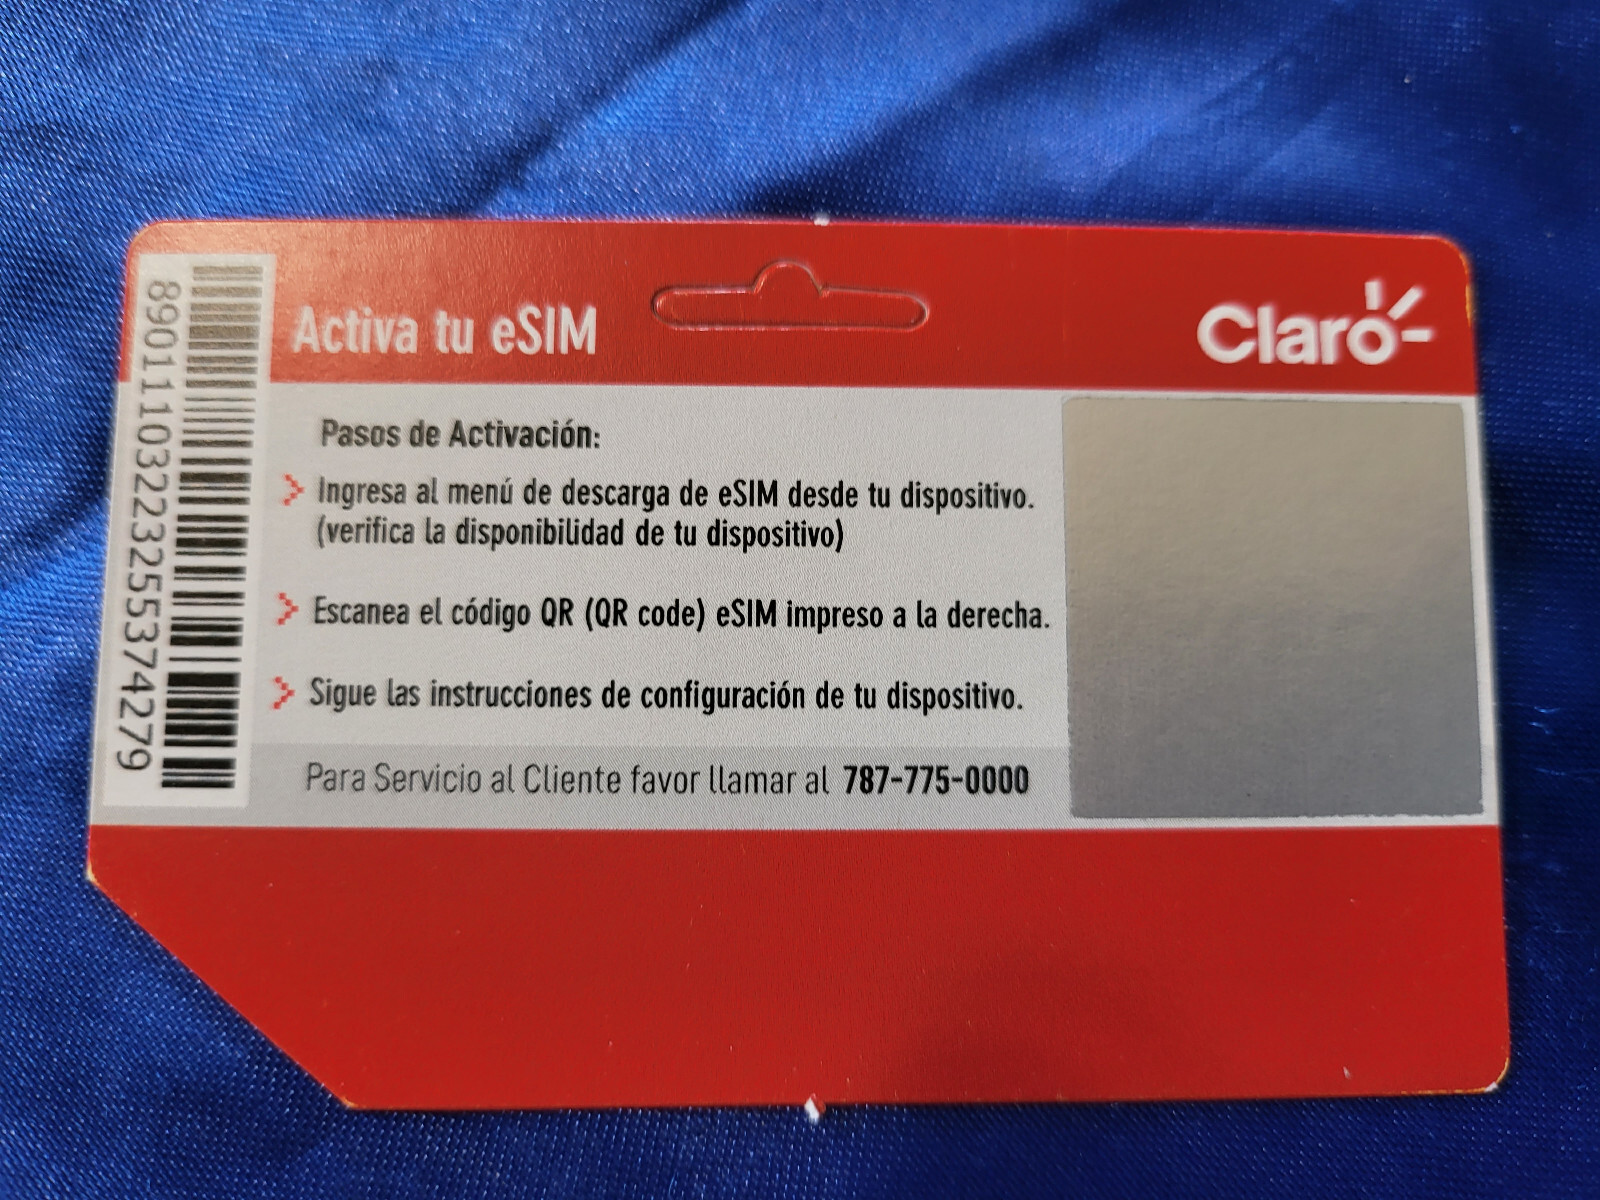 Activa tu eSIM
Claro
89011103223255374279
Pasos de Activación:
Ingresa al menú de descarga de eSIM desde tu dispositivo.
(verifica la disponibilidad de tu dispositivo)
Escanea el código QR (QR code) eSIM impreso a la derecha.
Sigue las instrucciones de configuración de tu dispositivo.
Para Servicio al Cliente favor llamar al 787-775-0000